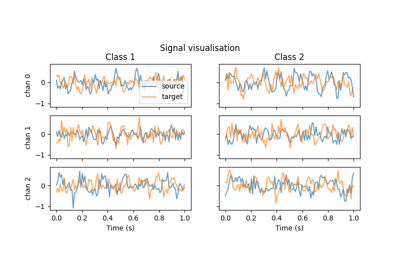 Signal visualisation
Class 1 Class 2
chan 0
0
−1
source
target
chan 1
0
−1
chan 2
0
−1
0.0 0.2 0.4 0.6 0.8 1.0 0.0 0.2 0.4 0.6 0.8 1.0
Time (s) Time (s)